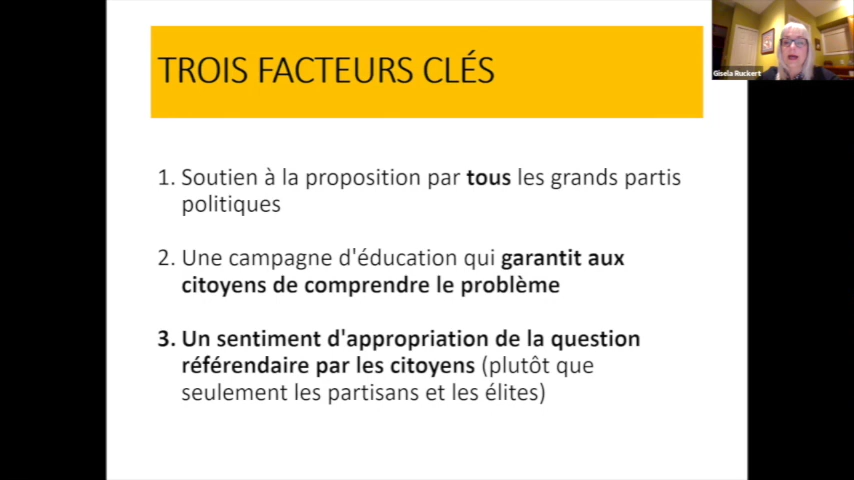 TROIS FACTEURS CLÉS
Gisela Ruckert
1. Soutien à la proposition par tous les grands partis
politiques
2. Une campagne d'éducation qui garantit aux
citoyens de comprendre le problème
3. Un sentiment d'appropriation de la question
référendaire par les citoyens (plutôt que
seulement les partisans et les élites)